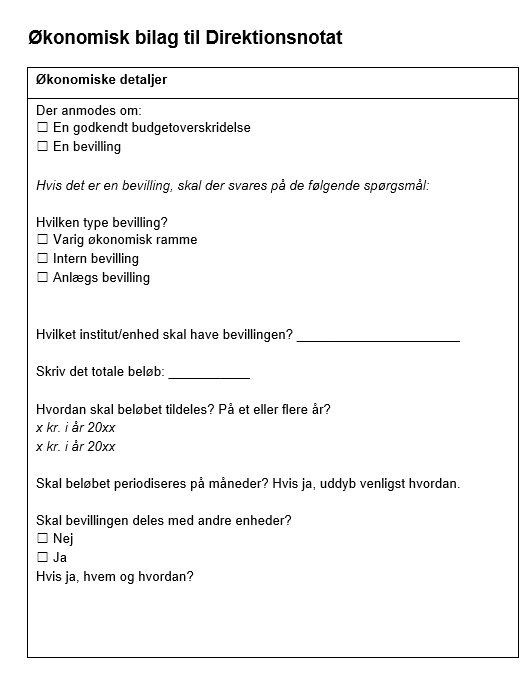 Økonomisk bilag til Direktionsnotat
Økonomiske detaljer
Der anmodes om:
☐ En godkendt budgetoverskridelse
☐ En bevilling
Hvis det er en bevilling, skal der svares på de følgende spørgsmål:
Hvilken type bevilling?
☐ Varig økonomisk ramme
☐ Intern bevilling
☐ Anlægs bevilling
Hvilket institut/enhed skal have bevillingen? ______________________
Skriv det totale beløb: ___________
Hvordan skal beløbet tildeles? På et eller flere år?
x kr. i år 20xx
x kr. i år 20xx
Skal beløbet periodiseres på måneder? Hvis ja, uddyb venligst hvordan.
Skal bevillingen deles med andre enheder?
☐ Nej
☐ Ja
Hvis ja, hvem og hvordan?